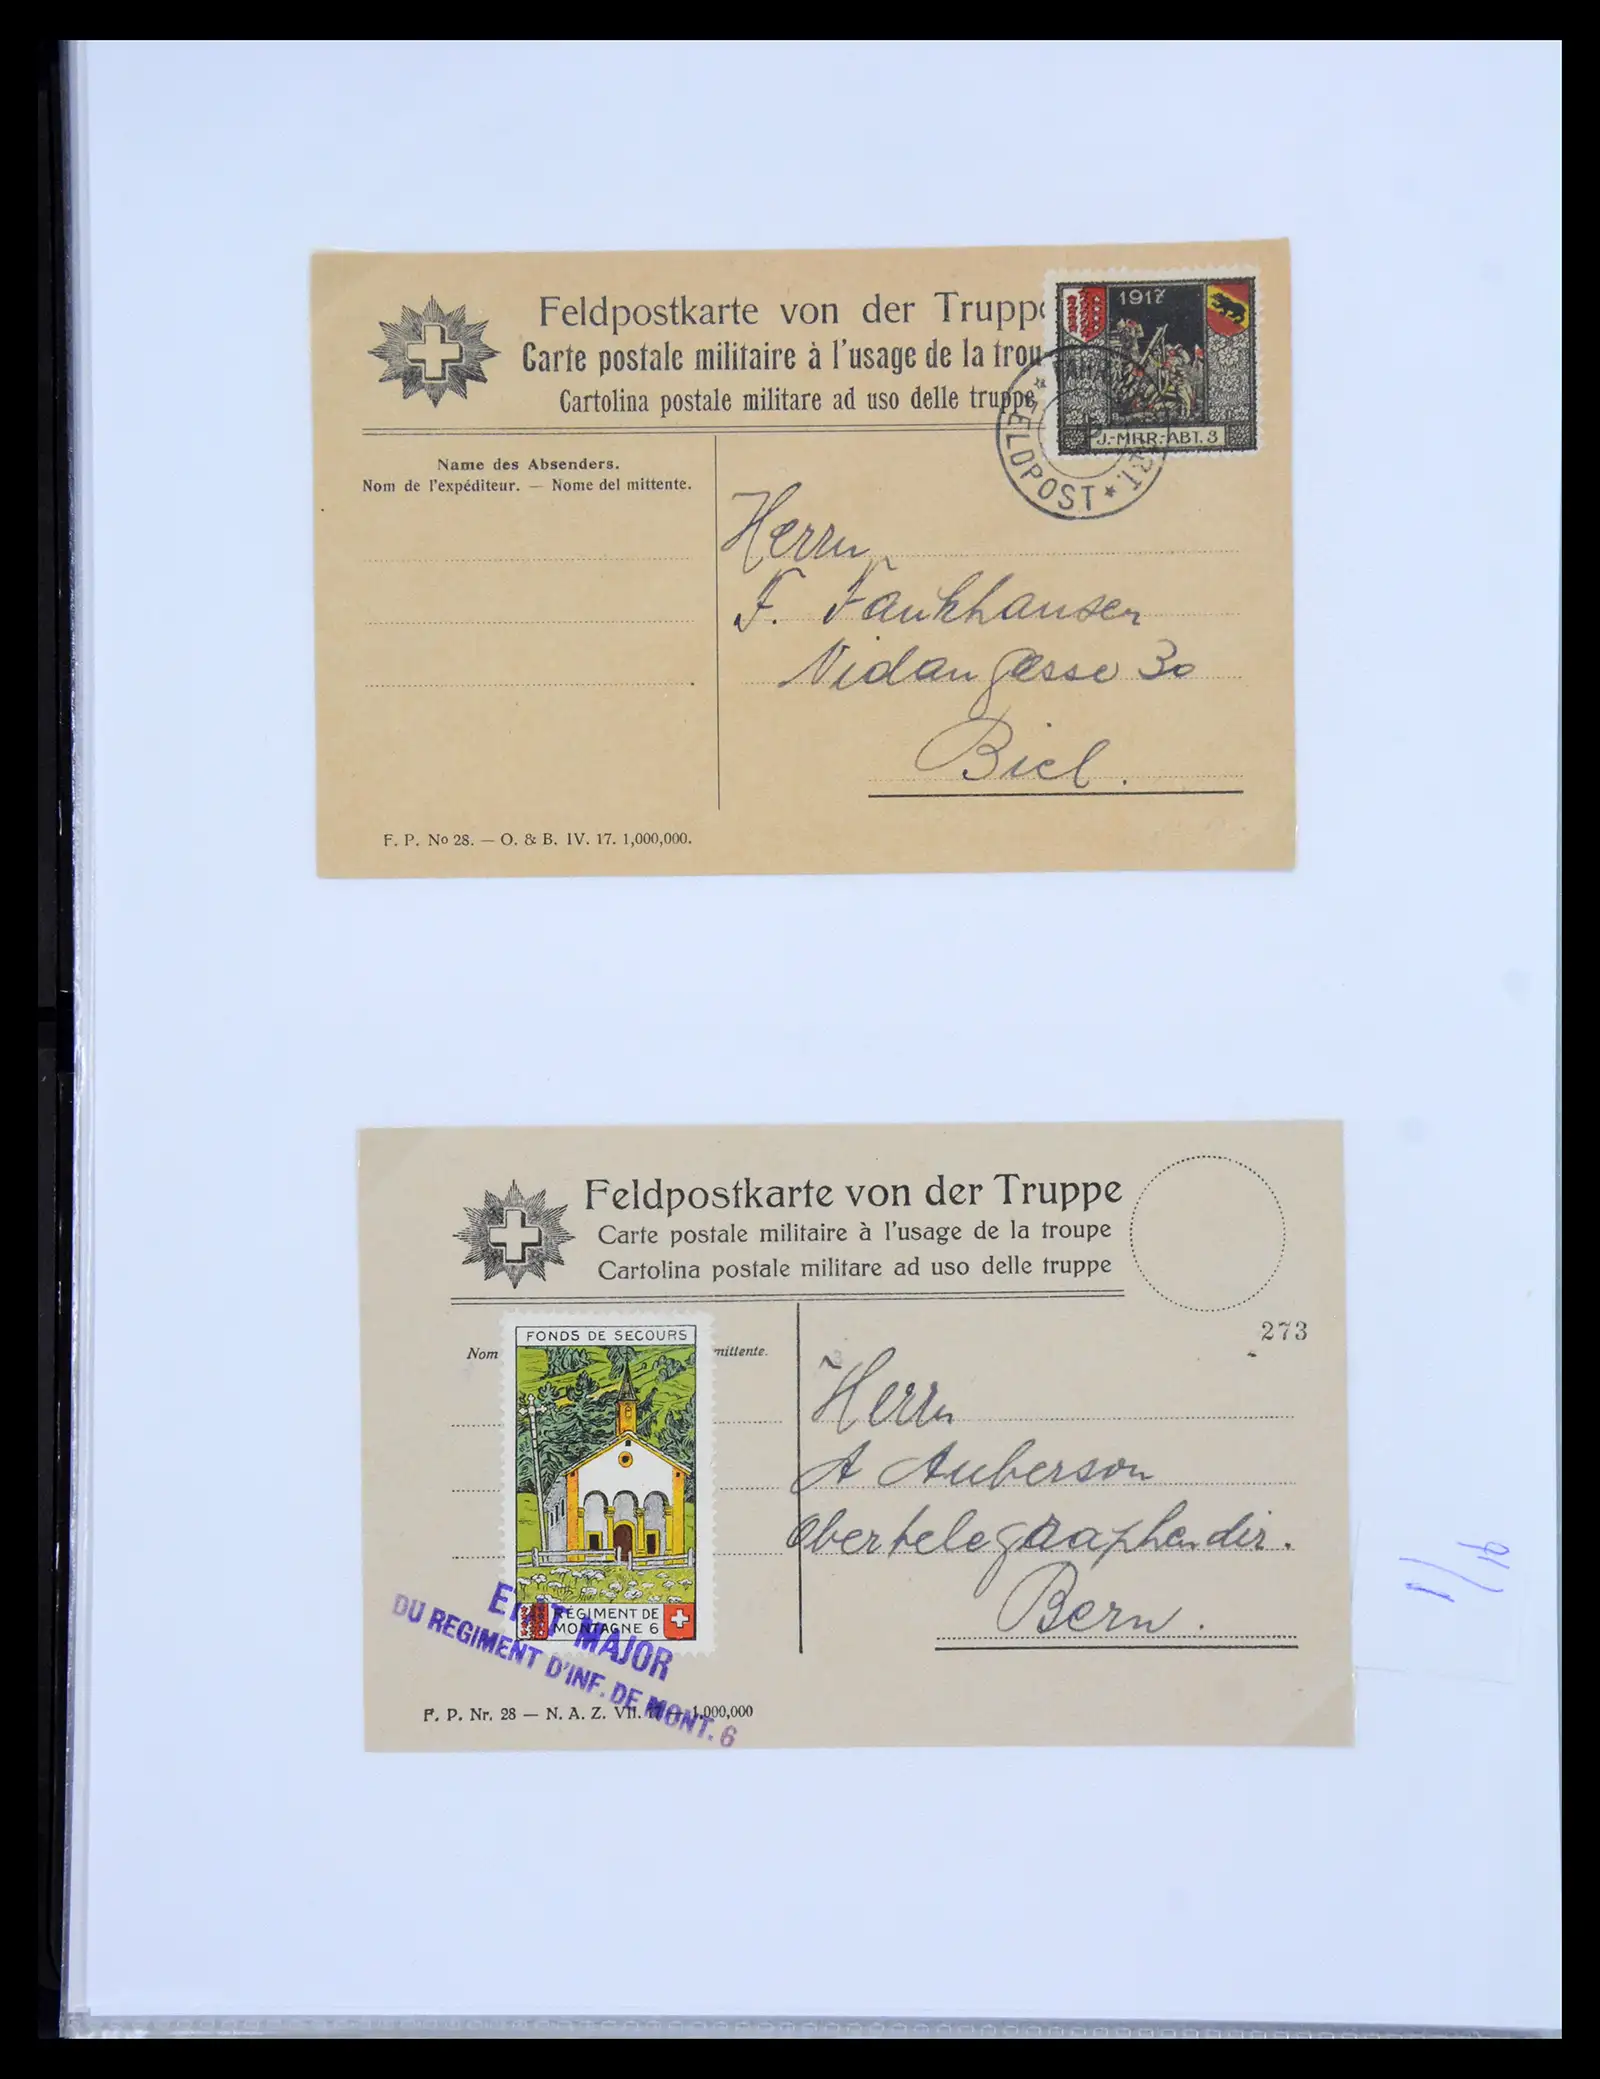 Feldpostkarte von der Truppe
Carte postale militaire à l'usage de la trou
Cartolina postale militare ad uso delle truppe
1917
J.-MITR.-ABT. 3
FELDPOST
Name des Absenders.
Nom de l'expéditeur. — Nome del mittente.
Herrn
F. Fankhauser
Nidaugasse 30
Biel.
F. P. No 28. — O. & B. IV. 17. 1,000,000.
Feldpostkarte von der Truppe
Carte postale militaire à l'usage de la troupe
Cartolina postale militare ad uso delle truppe
273
Nom
mittente.
FONDS DE SECOURS
RÉGIMENT DE
MONTAGNE 6
ETAT MAJOR
DU REGIMENT D'INF. DE MONT. 6
Herrn
A Auberson
Obertelegraphendir.
Bern.
F. P. Nr. 28 — N. A. Z. VII. 17 — 1,000,000